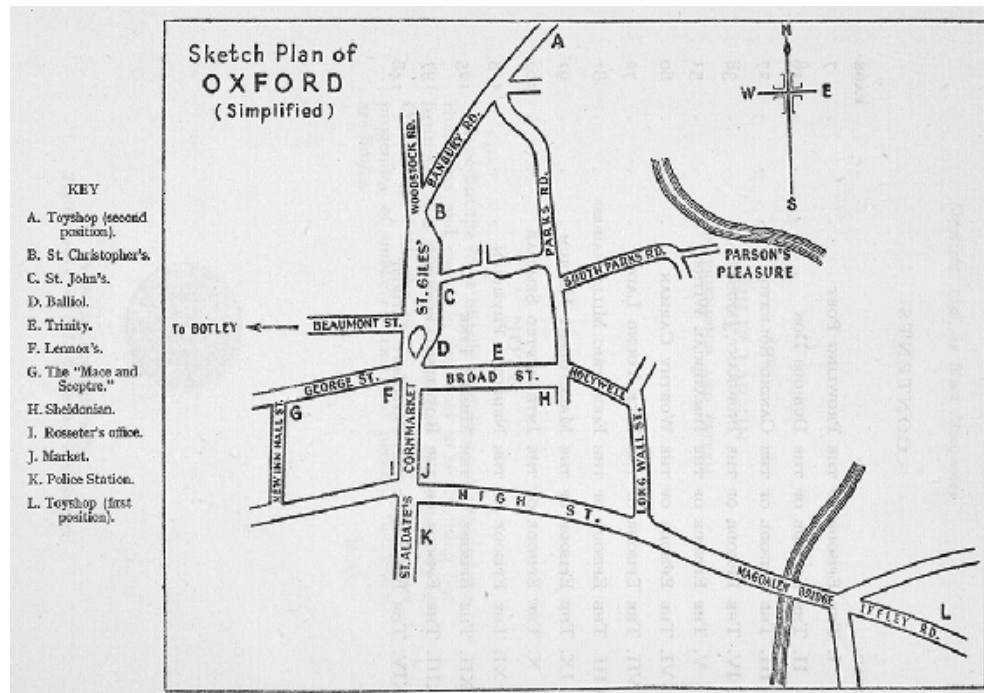 Sketch Plan of
OXFORD
(Simplified)
N
W
E
S
KEY
A. Toyshop (second
position).
B. St. Christopher's.
C. St. John's.
D. Balliol.
E. Trinity.
F. Lennox's.
G. The "Mace and
Sceptre."
H. Sheldonian.
I. Rosseter's office.
J. Market.
K. Police Station.
L. Toyshop (first
position).
A
WOODSTOCK RD.
BANBURY RD.
B
PARKS RD.
ST. GILES'
C
SOUTH PARKS RD.
PARSON'S
PLEASURE
To BOTLEY
BEAUMONT ST.
D
E
GEORGE ST.
BROAD ST.
HOLYWELL
F
G
H
NEW INN HALL ST.
CORNMARKET
I
J
LONG WALL ST.
HIGH ST.
ST. ALDATE'S
K
MAGDALEN BRIDGE
IFFLEY RD.
L